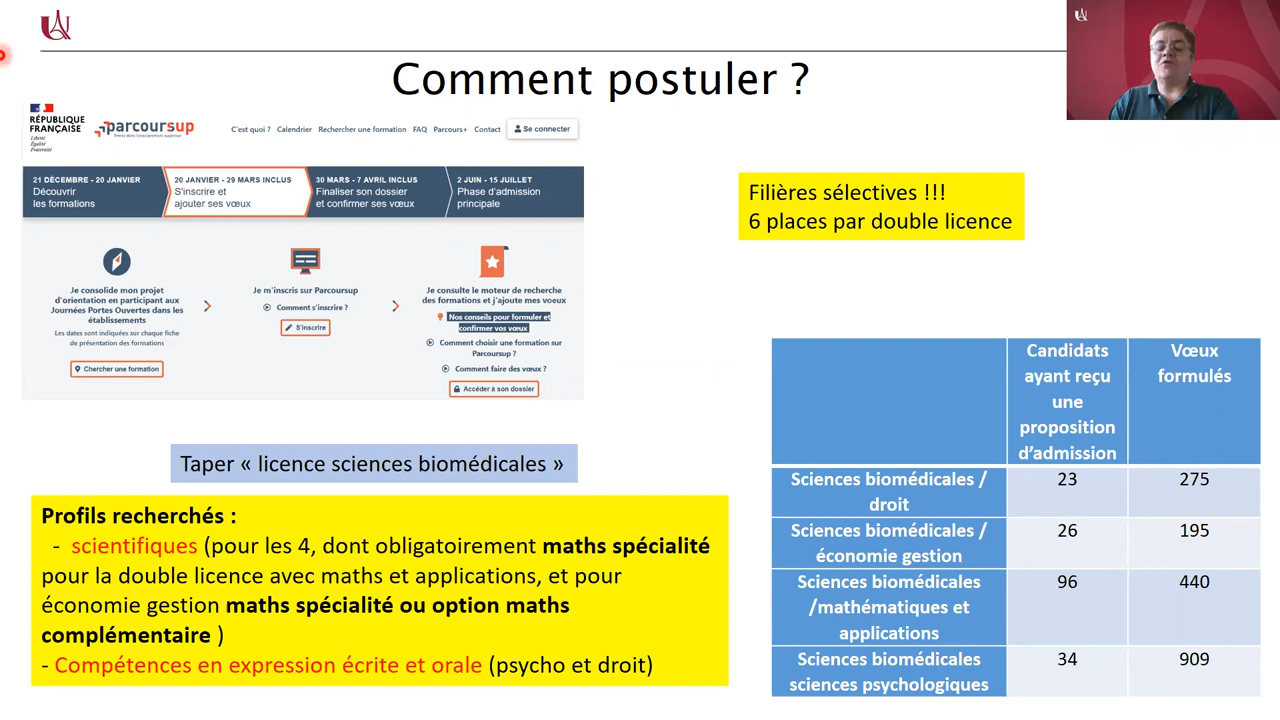 Comment postuler ?
RÉPUBLIQUE
FRANÇAISE
Liberté
Égalité
Fraternité
parcoursup
Entrez dans l'enseignement supérieur
C'est quoi ? Calendrier Rechercher une formation FAQ Parcours+ Contact Se connecter
21 DÉCEMBRE - 20 JANVIER
Découvrir
les formations
20 JANVIER - 29 MARS INCLUS
S'inscrire et
ajouter ses vœux
30 MARS - 7 AVRIL INCLUS
Finaliser son dossier
et confirmer ses vœux
2 JUIN - 15 JUILLET
Phase d'admission
principale
Je consolide mon projet
d'orientation en participant aux
Journées Portes Ouvertes dans les
établissements
Les dates sont indiquées sur chaque fiche
de présentation des formations
Chercher une formation
Je m'inscris sur Parcoursup
Comment s'inscrire ?
S'inscrire
Je consulte le moteur de recherche
des formations et j'ajoute mes voeux
Nos conseils pour formuler et
confirmer vos vœux
Comment choisir une formation sur
Parcoursup ?
Comment faire des vœux ?
Accéder à son dossier
Filières sélectives !!!
6 places par double licence
Taper « licence sciences biomédicales »
Profils recherchés :
- scientifiques (pour les 4, dont obligatoirement maths spécialité
pour la double licence avec maths et applications, et pour
économie gestion maths spécialité ou option maths
complémentaire )
- Compétences en expression écrite et orale (psycho et droit)
Candidats
ayant reçu
une
proposition
d'admission
Vœux
formulés
Sciences biomédicales /
droit
23
275
Sciences biomédicales /
économie gestion
26
195
Sciences biomédicales
/mathématiques et
applications
96
440
Sciences biomédicales
sciences psychologiques
34
909